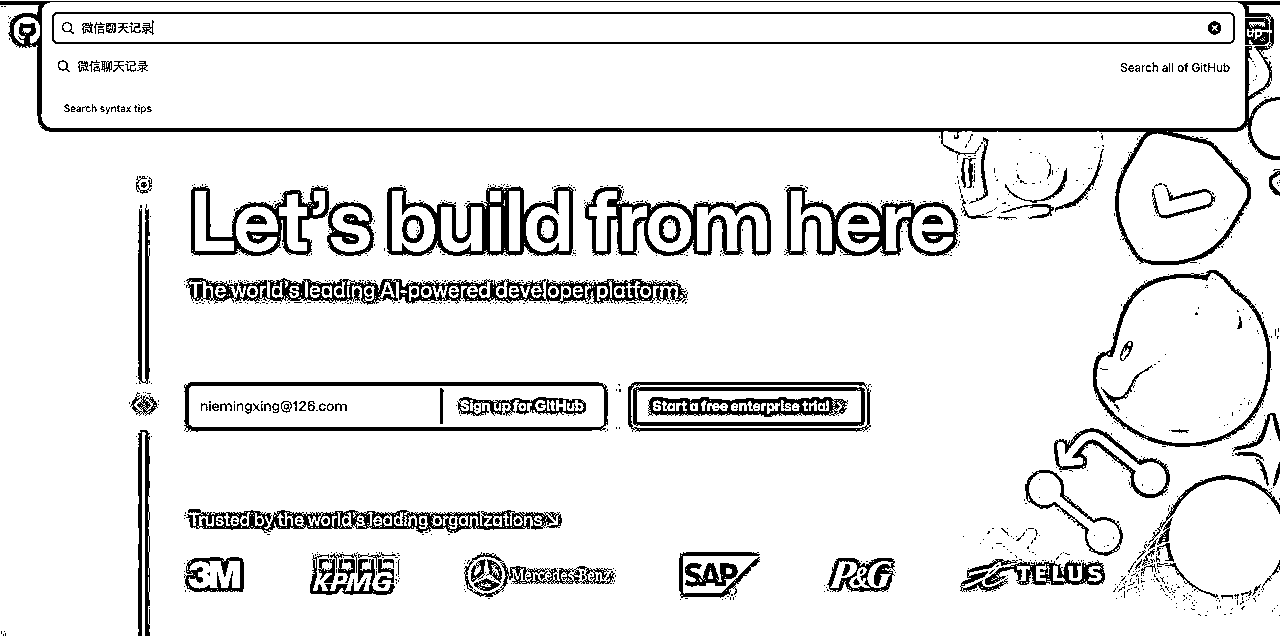 微信聊天记录
up
微信聊天记录
Search all of GitHub
Search syntax tips
Let's build from here
The world's leading AI-powered developer platform.
niemingxing@126.com
Sign up for GitHub
Start a free enterprise trial >
Trusted by the world's leading organizations ↘
3M
KPMG
Mercedes-Benz
SAP
P&G
TELUS